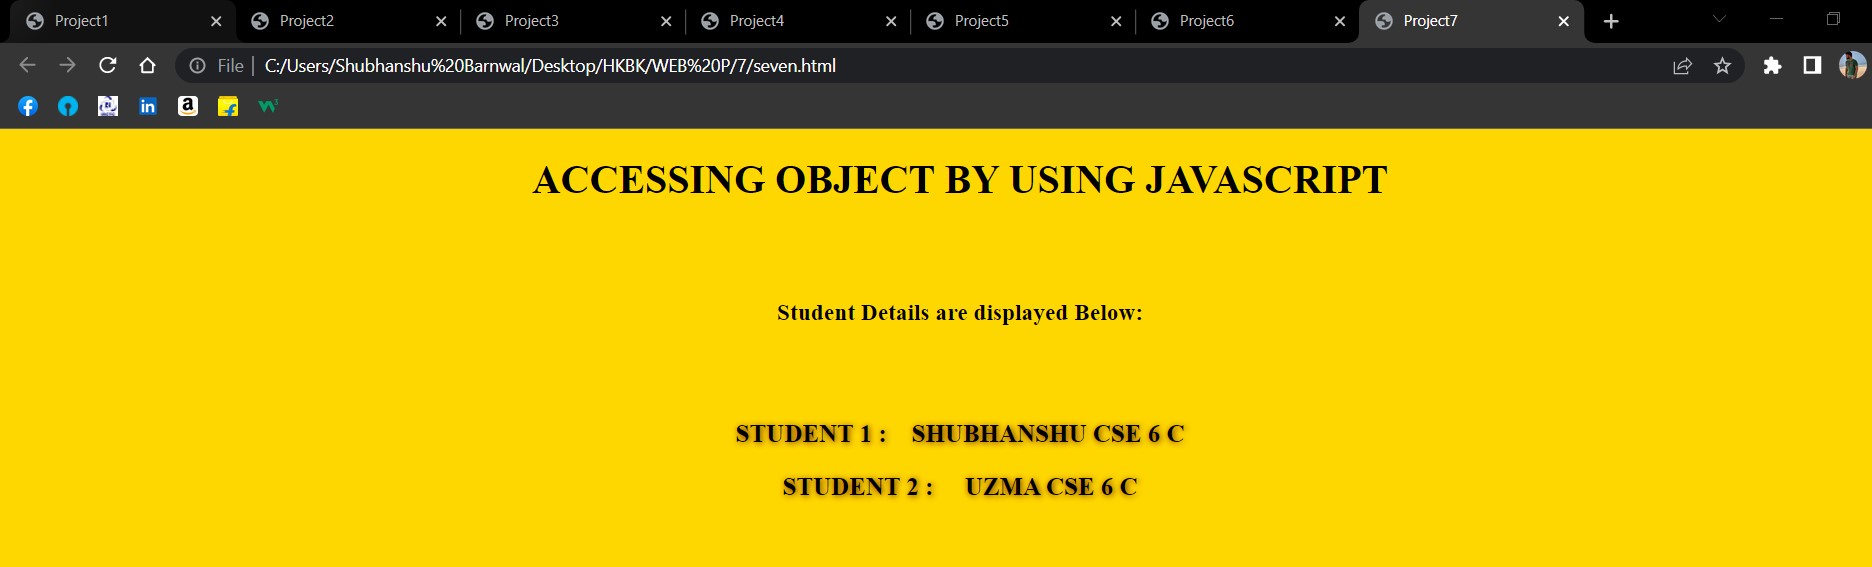 Project1
Project2
Project3
Project4
Project5
Project6
Project7
File | C:/Users/Shubhanshu%20Barnwal/Desktop/HKBK/WEB%20P/7/seven.html
in
a
ACCESSING OBJECT BY USING JAVASCRIPT
Student Details are displayed Below:
STUDENT 1 : SHUBHANSHU CSE 6 C
STUDENT 2 : UZMA CSE 6 C